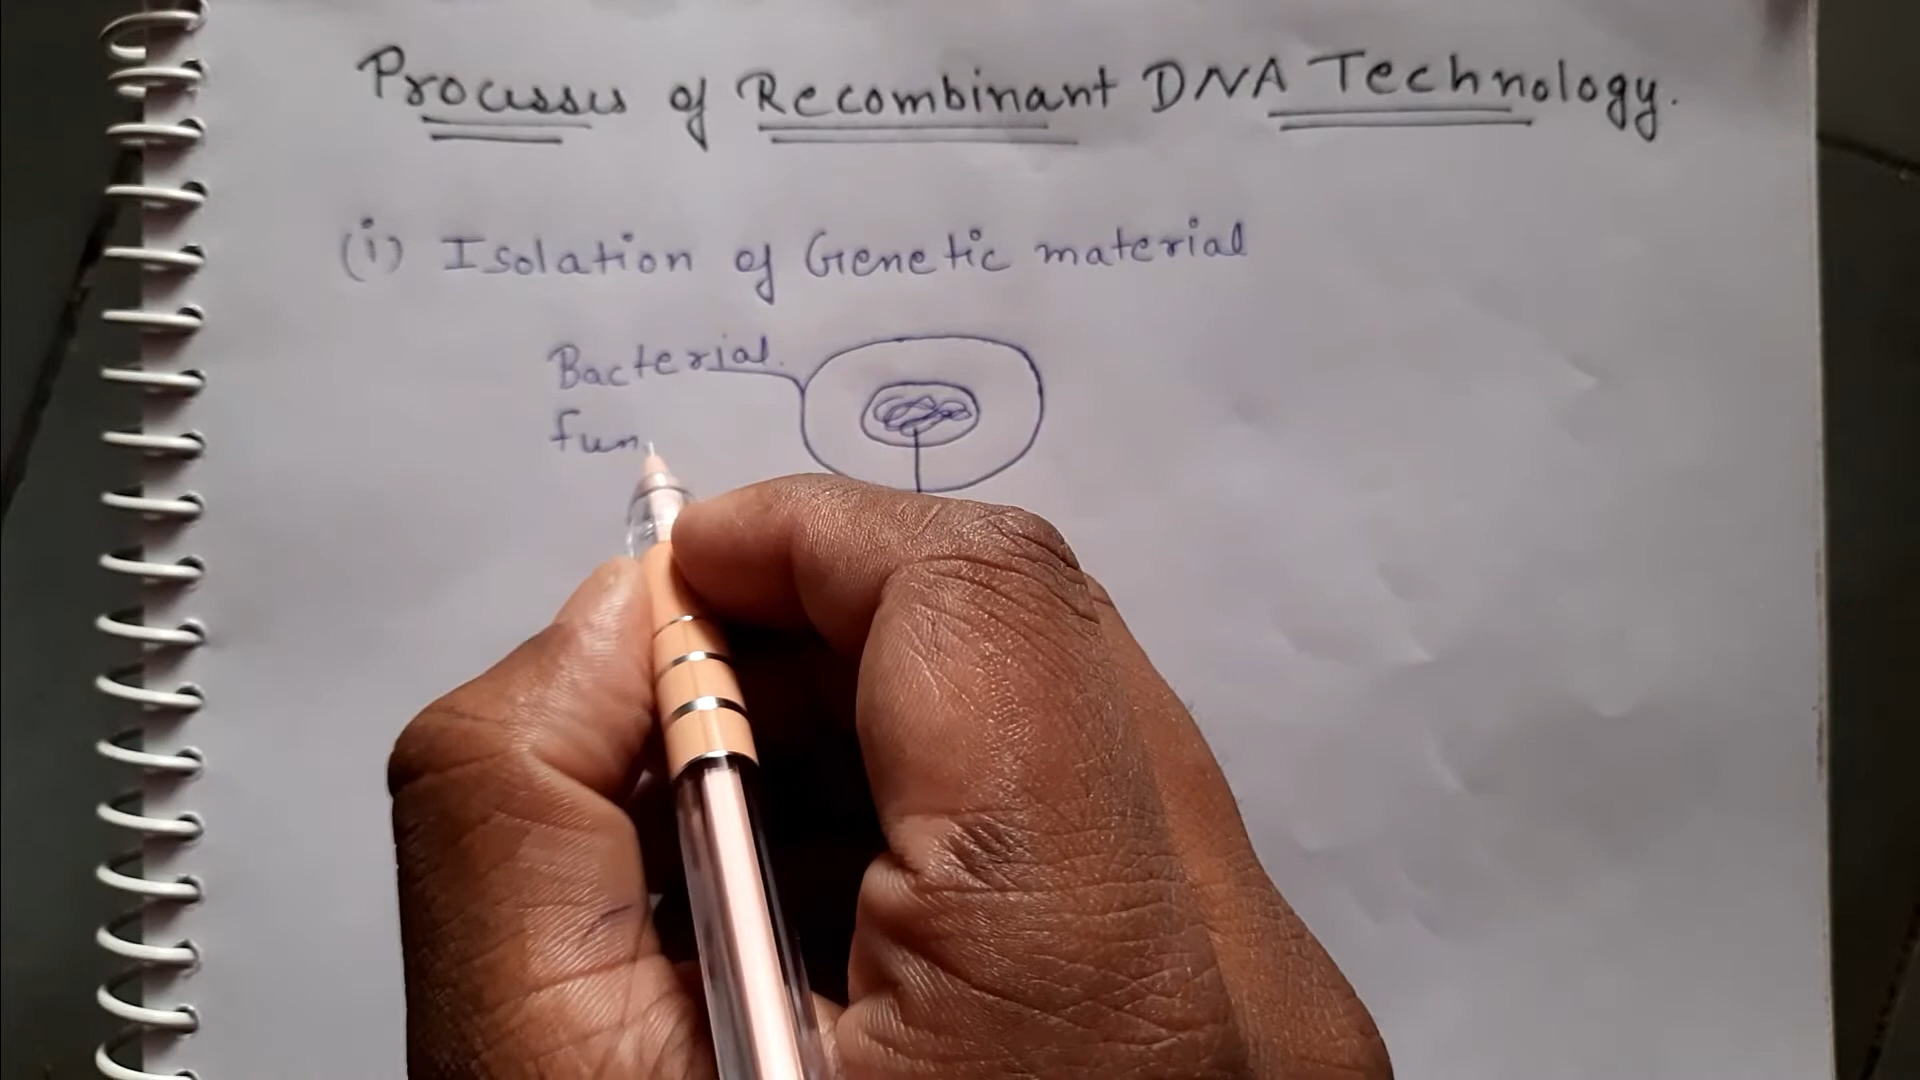 Processes of Recombinant DNA Technology.
(i) Isolation of Genetic material
Bacterial.
fun